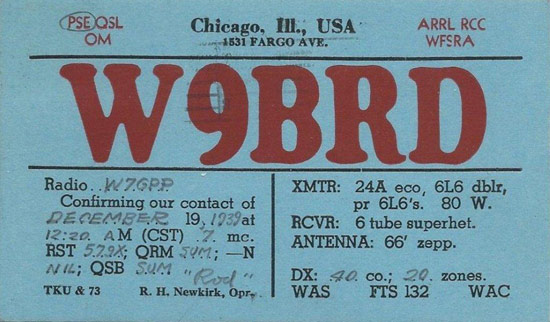 PSE QSL
OM
Chicago, Ill., USA
1531 FARGO AVE.
ARRL RCC
WFSRA
W9BRD
Radio.. W7GPP
Confirming our contact of
DECEMBER 19, 1939 at
12:20 AM (CST) 7 mc.
RST 579X; QRM SUM; —N
NIL; QSB SUM "Rod"
TKU & 73 R. H. Newkirk, Opr.
XMTR: 24A eco, 6L6 dblr,
pr 6L6's. 80 W.
RCVR: 6 tube superhet.
ANTENNA: 66' zepp.
DX: 40 co.; 20 zones.
WAS FTS 132 WAC